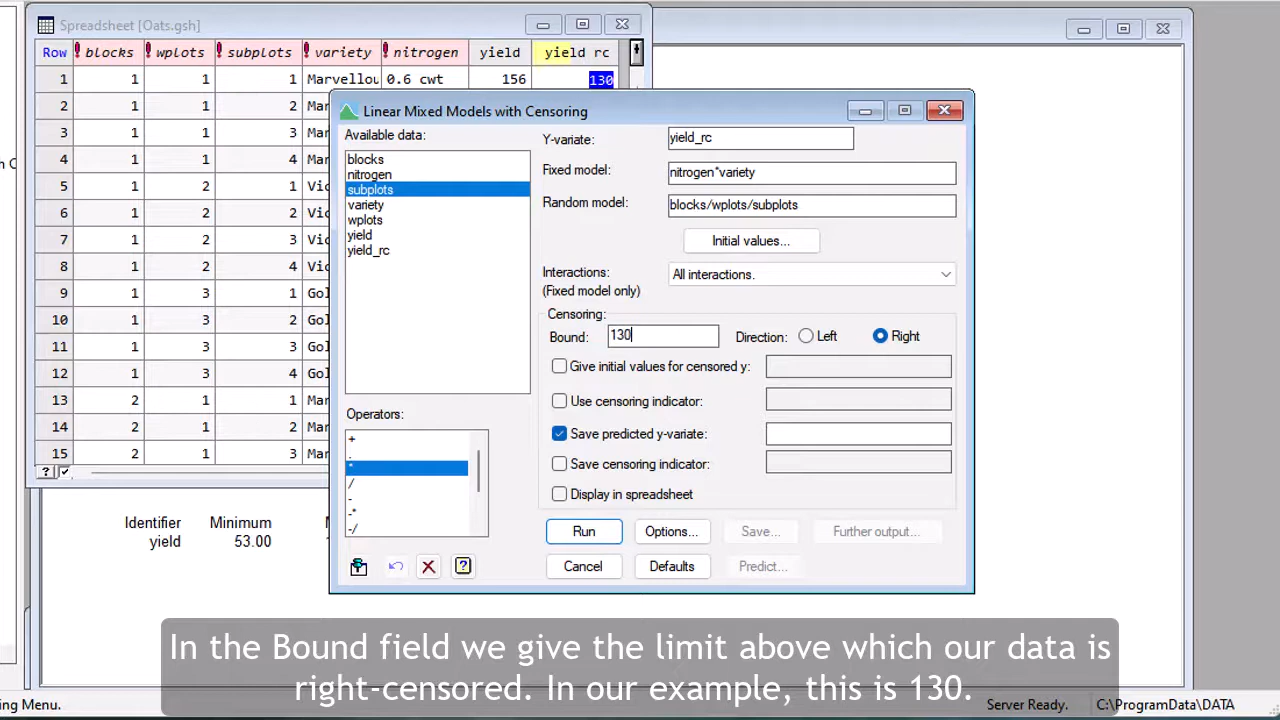 Spreadsheet [Oats.gsh]
Row blocks wplots subplots variety nitrogen yield yield rc
1 1 1 1 Marvellou 0.6 cwt 156 130
2 1 1 2 Mar
3 1 1 3 Mar
4 1 1 4 Mar
5 1 2 1 Vic
6 1 2 2 Vic
7 1 2 3 Vic
8 1 2 4 Vic
9 1 3 1 Gol
10 1 3 2 Gol
11 1 3 3 Gol
12 1 3 4 Gol
13 2 1 1 Mar
14 2 1 2 Mar
15 2 1 3 Mar
Identifier Minimum
yield 53.00
Linear Mixed Models with Censoring
Available data:
blocks
nitrogen
subplots
variety
wplots
yield
yield_rc
Operators:
+
.
*
/
-
-*
-/
Y-variate: yield_rc
Fixed model: nitrogen*variety
Random model: blocks/wplots/subplots
Initial values...
Interactions: All interactions.
(Fixed model only)
Censoring:
Bound: 130 Direction: Left Right
Give initial values for censored y:
Use censoring indicator:
Save predicted y-variate:
Save censoring indicator:
Display in spreadsheet
Run Options... Save... Further output...
Cancel Defaults Predict...
In the Bound field we give the limit above which our data is
right-censored. In our example, this is 130.
ng Menu. Server Ready. C:\ProgramData\DATA